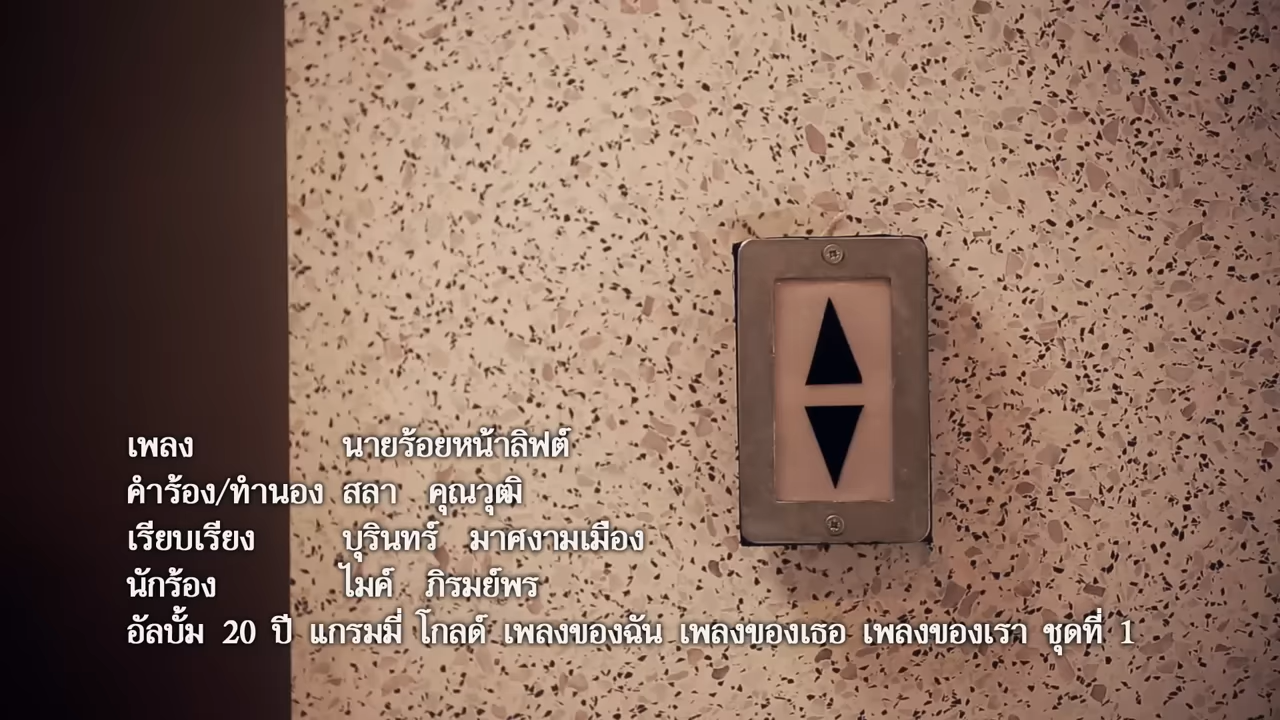 เพลง นายร้อยหน้าลิฟต์
คำร้อง/ทำนอง สลา คุณวุฒิ
เรียบเรียง บุรินทร์ มาศงามเมือง
นักร้อง ไมค์ ภิรมย์พร
อัลบั้ม 20 ปี แกรมมี่ โกลด์ เพลงของฉัน เพลงของเธอ เพลงของเรา ชุดที่ 1